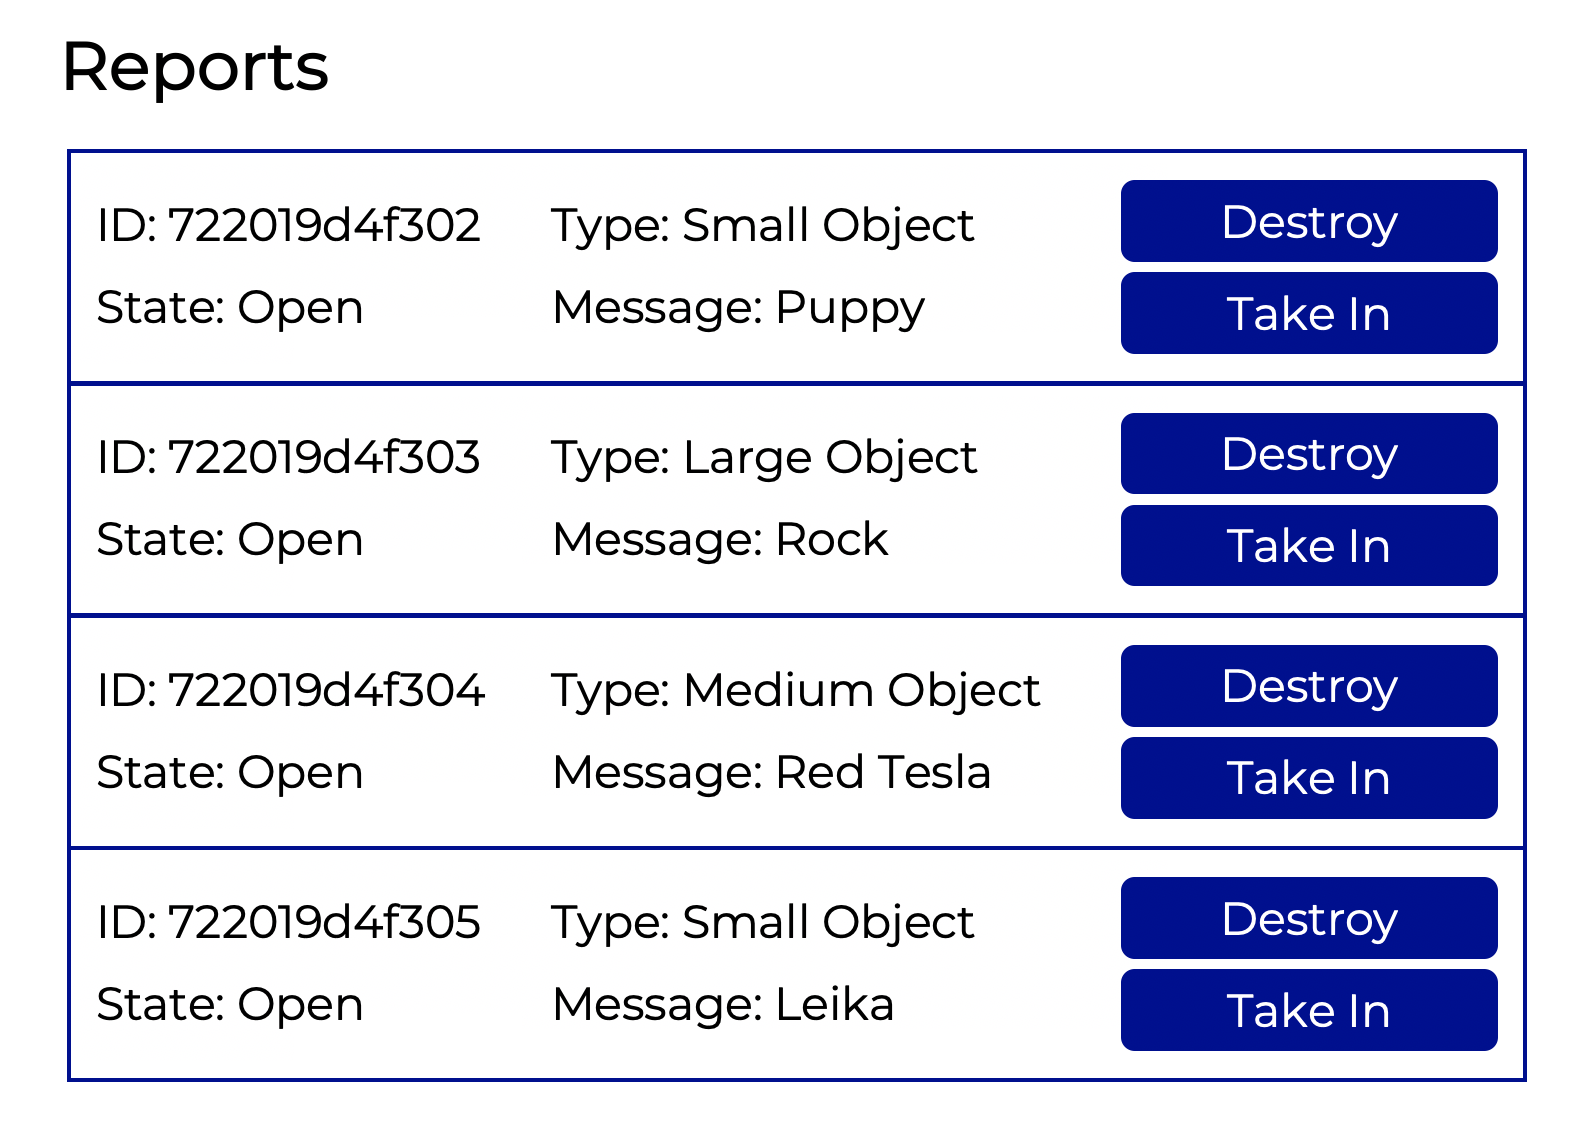 Reports
ID: 722019d4f302
Type: Small Object
Destroy
State: Open
Message: Puppy
Take In
ID: 722019d4f303
Type: Large Object
Destroy
State: Open
Message: Rock
Take In
ID: 722019d4f304
Type: Medium Object
Destroy
State: Open
Message: Red Tesla
Take In
ID: 722019d4f305
Type: Small Object
Destroy
State: Open
Message: Leika
Take In